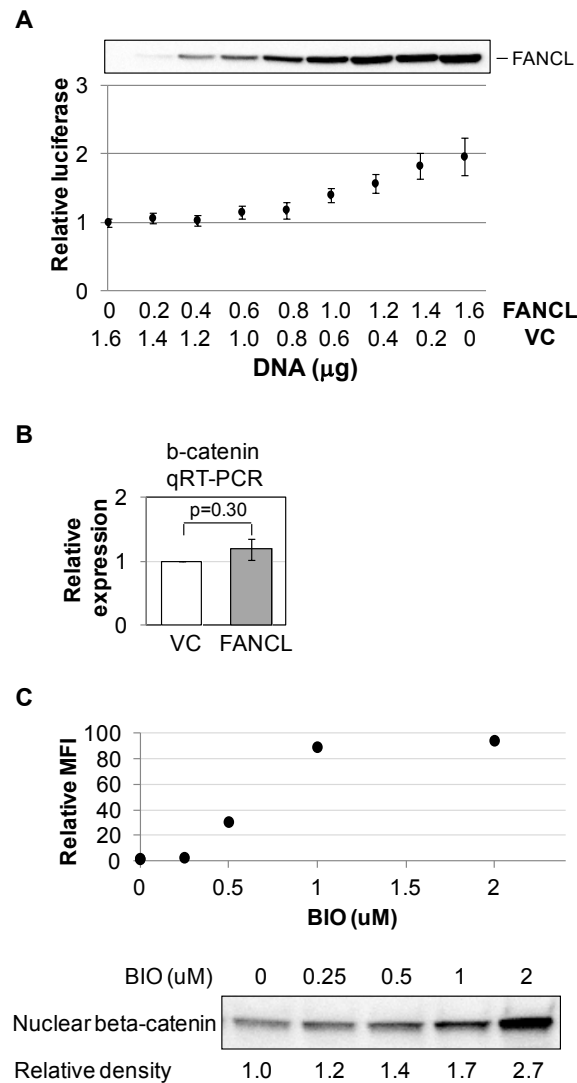 A
– FANCL
Relative luciferase
3
2
1
0
0 0.2 0.4 0.6 0.8 1.0 1.2 1.4 1.6 FANCL
1.6 1.4 1.2 1.0 0.8 0.6 0.4 0.2 0 VC
DNA (μg)
B
b-catenin
qRT-PCR
Relative
expression
2
1
0
p=0.30
VC FANCL
C
Relative MFI
100
80
60
40
20
0
0 0.5 1 1.5 2
BIO (uM)
BIO (uM) 0 0.25 0.5 1 2
Nuclear beta-catenin
Relative density 1.0 1.2 1.4 1.7 2.7